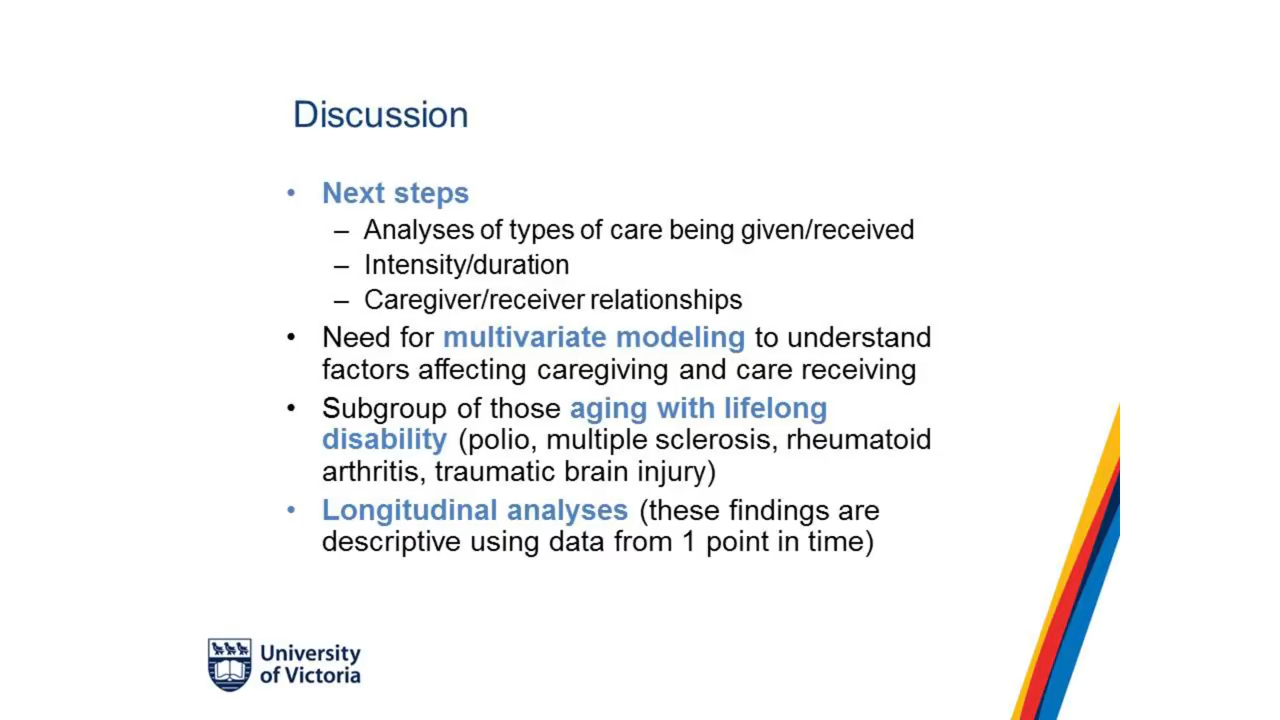 Discussion
• Next steps
– Analyses of types of care being given/received
– Intensity/duration
– Caregiver/receiver relationships
• Need for multivariate modeling to understand
factors affecting caregiving and care receiving
• Subgroup of those aging with lifelong
disability (polio, multiple sclerosis, rheumatoid
arthritis, traumatic brain injury)
• Longitudinal analyses (these findings are
descriptive using data from 1 point in time)
University
of Victoria